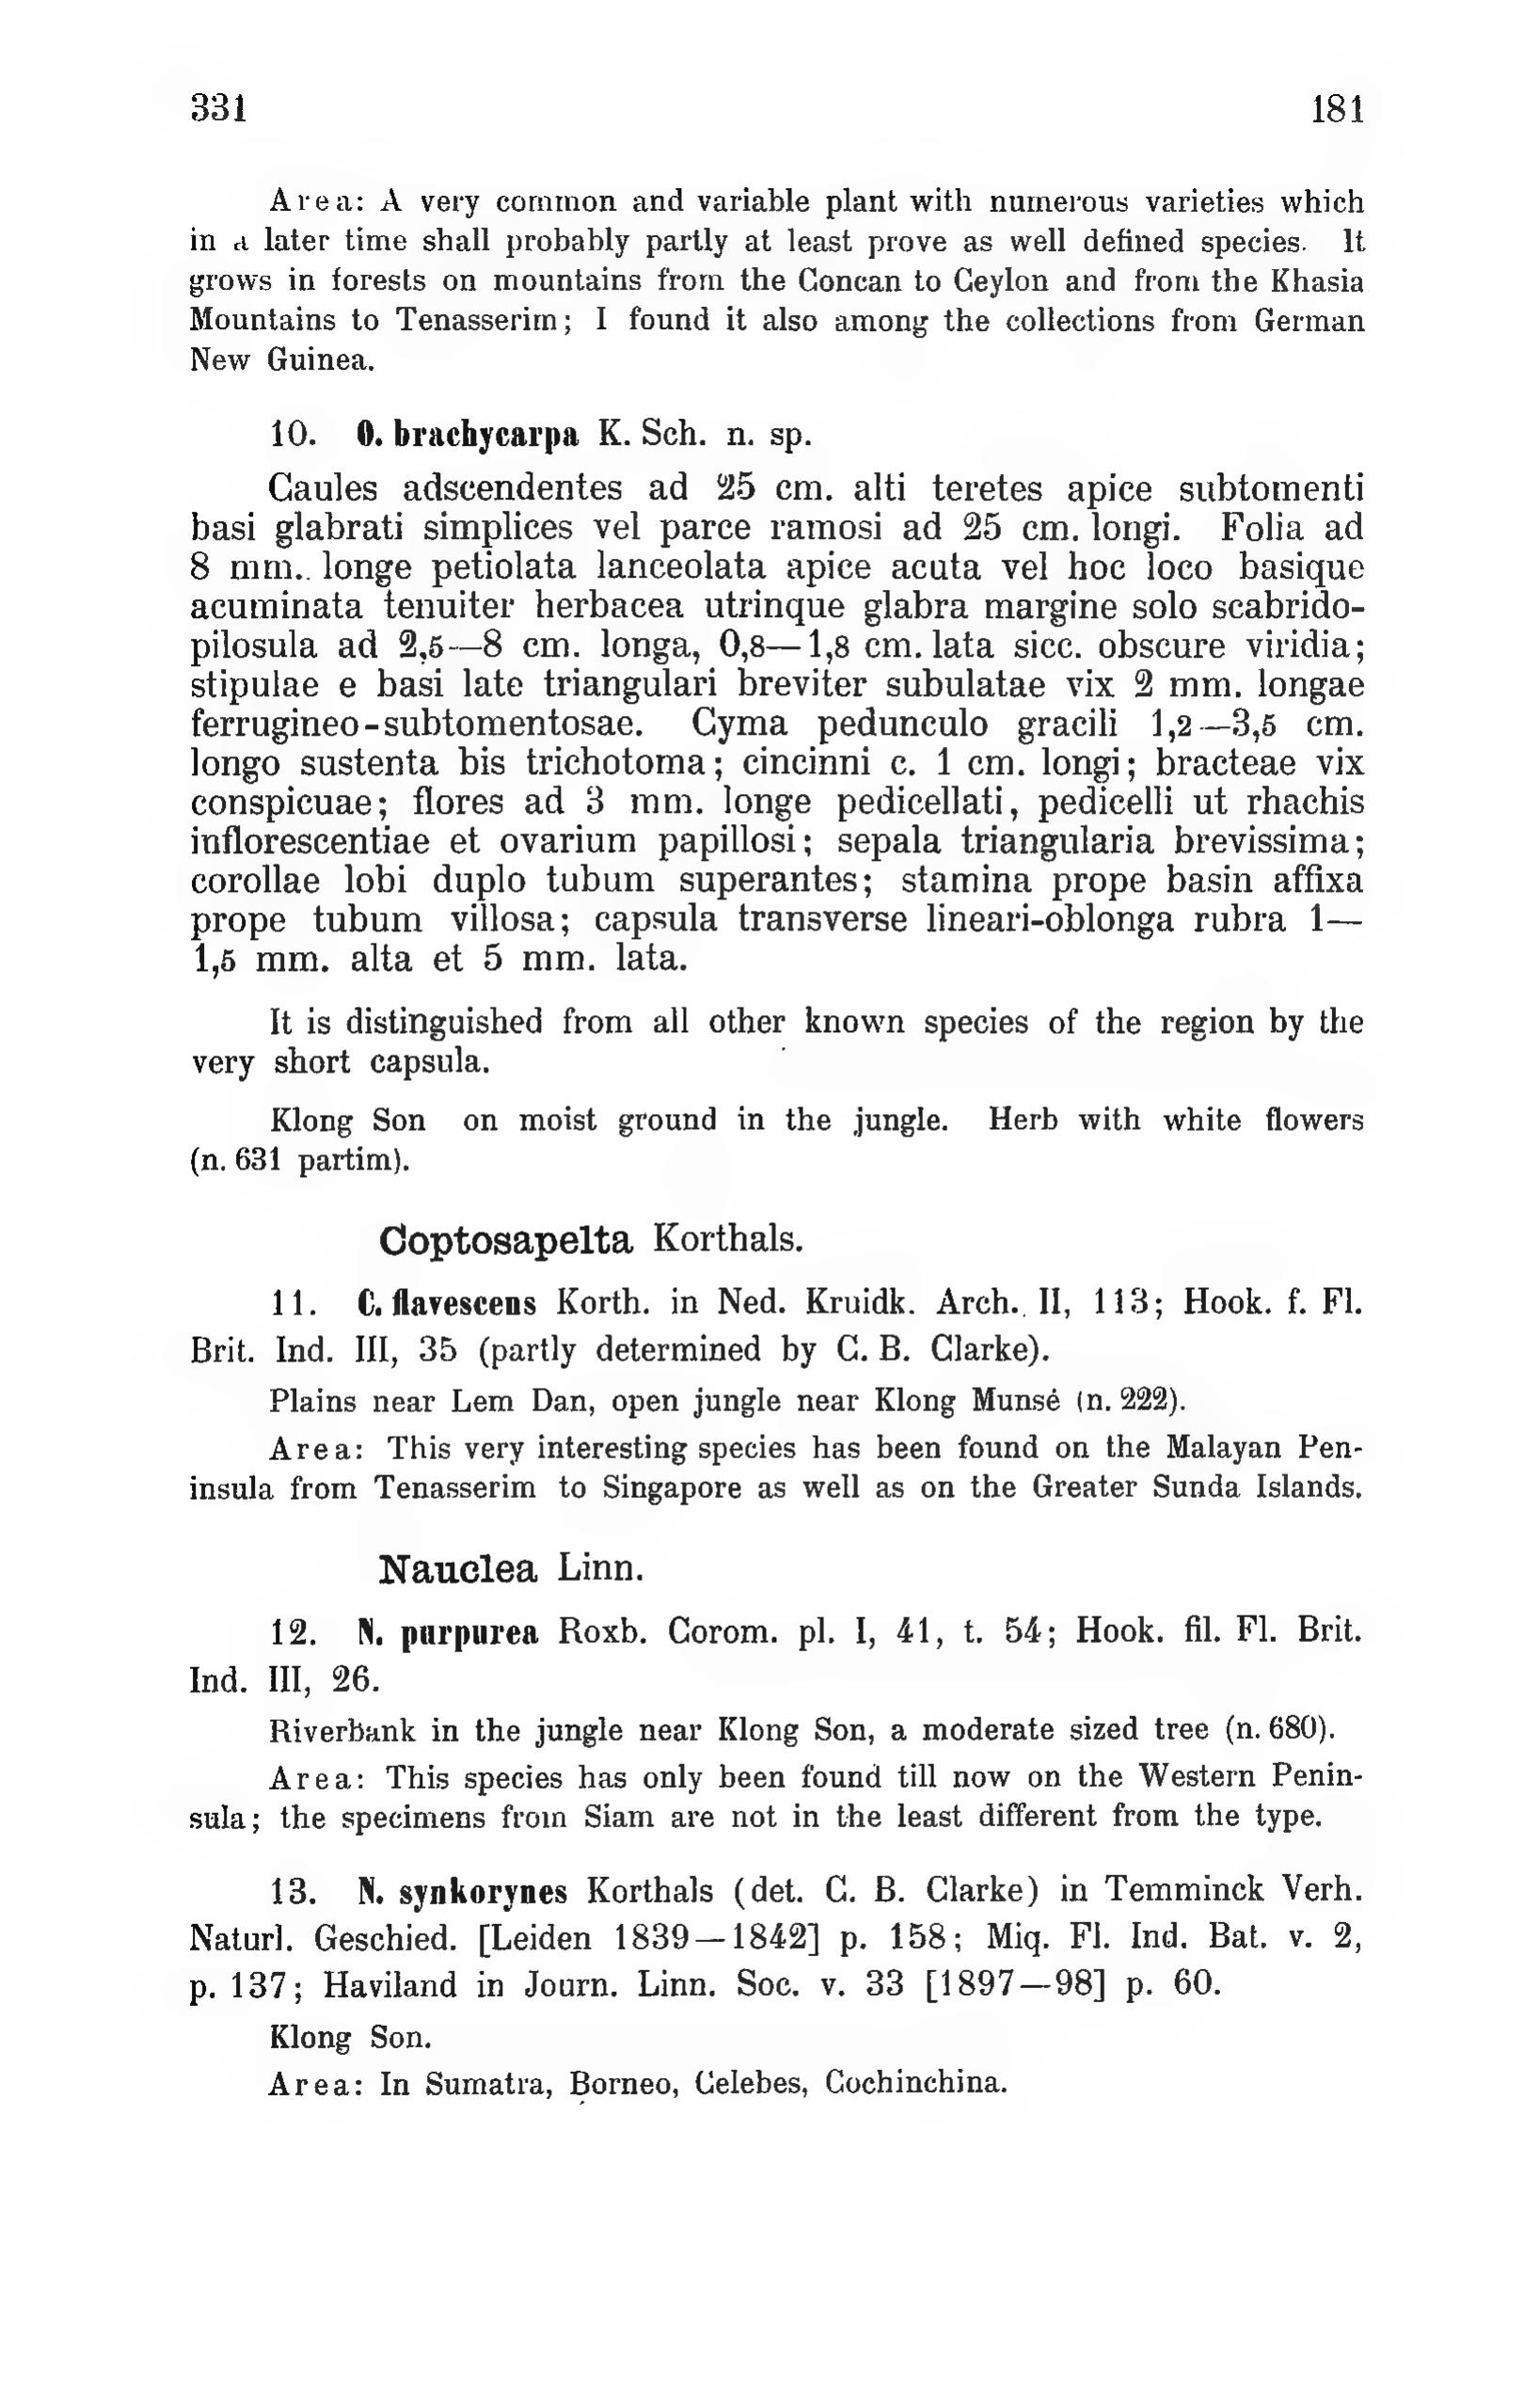 331 181
Area: A very common and variable plant with numerous varieties which
in a later time shall probably partly at least prove as well defined species. It
grows in forests on mountains from the Concan to Ceylon and from the Khasia
Mountains to Tenasserim; I found it also among the collections from German
New Guinea.
10. O. brachycarpa K. Sch. n. sp.
Caules adscendentes ad 25 cm. alti teretes apice subtomenti
basi glabrati simplices vel parce ramosi ad 25 cm. longi. Folia ad
8 mm.. longe petiolata lanceolata apice acuta vel hoc loco basique
acuminata tenuiter herbacea utrinque glabra margine solo scabrido-
pilosula ad 2,5—8 cm. longa, 0,8—1,8 cm. lata sicc. obscure viridia;
stipulae e basi late triangulari breviter subulatae vix 2 mm. longae
ferrugineo-subtomentosae. Cyma pedunculo gracili 1,2—3,5 cm.
longo sustenta bis trichotoma; cincinni c. 1 cm. longi; bracteae vix
conspicuae; flores ad 3 mm. longe pedicellati, pedicelli ut rhachis
inflorescentiae et ovarium papillosi; sepala triangularia brevissima;
corollae lobi duplo tubum superantes; stamina prope basin affixa
prope tubum villosa; capsula transverse lineari-oblonga rubra 1—
1,5 mm. alta et 5 mm. lata.
It is distinguished from all other known species of the region by the
very short capsula.
Klong Son on moist ground in the jungle. Herb with white flowers
(n. 631 partim).
Coptosapelta Korthals.
11. C. flavescens Korth. in Ned. Kruidk. Arch. II, 113; Hook. f. Fl.
Brit. Ind. III, 35 (partly determined by C. B. Clarke).
Plains near Lem Dan, open jungle near Klong Munsé (n. 222).
Area: This very interesting species has been found on the Malayan Pen-
insula from Tenasserim to Singapore as well as on the Greater Sunda Islands.
Nauclea Linn.
12. N. purpurea Roxb. Corom. pl. I, 41, t. 54; Hook. fil. Fl. Brit.
Ind. III, 26.
Riverbank in the jungle near Klong Son, a moderate sized tree (n. 680).
Area: This species has only been found till now on the Western Penin-
sula; the specimens from Siam are not in the least different from the type.
13. N. synkorynes Korthals (det. C. B. Clarke) in Temminck Verh.
Naturl. Geschied. [Leiden 1839—1842] p. 158; Miq. Fl. Ind. Bat. v. 2,
p. 137; Haviland in Journ. Linn. Soc. v. 33 [1897—98] p. 60.
Klong Son.
Area: In Sumatra, Borneo, Celebes, Cochinchina.